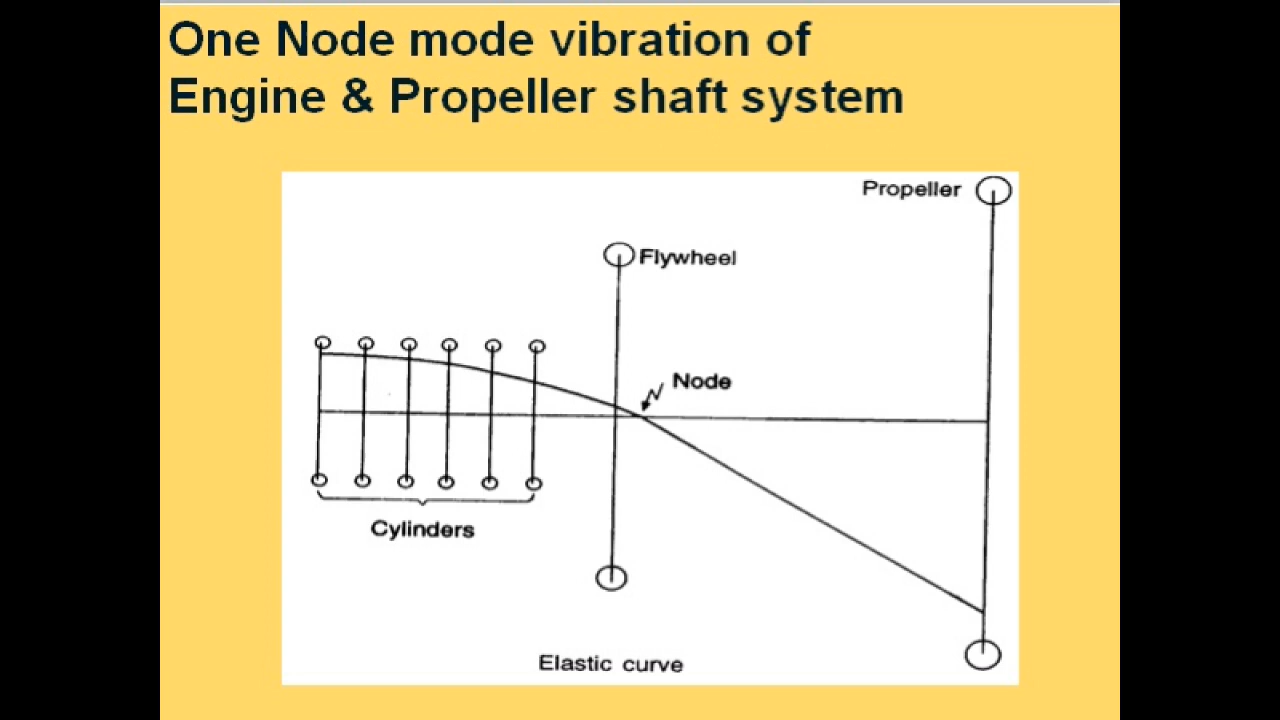 One Node mode vibration of
Engine & Propeller shaft system
Propeller
Flywheel
Node
Cylinders
Elastic curve